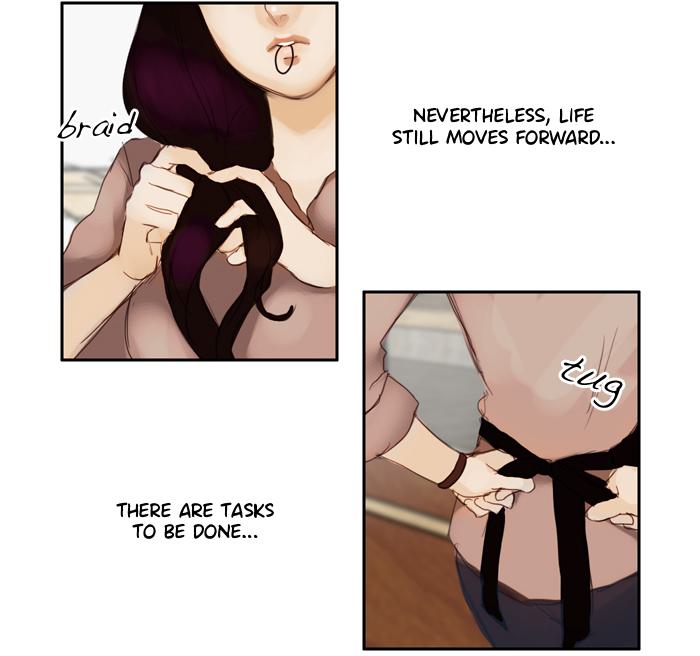 braid
NEVERTHELESS, LIFE
STILL MOVES FORWARD...
tug
THERE ARE TASKS
TO BE DONE...